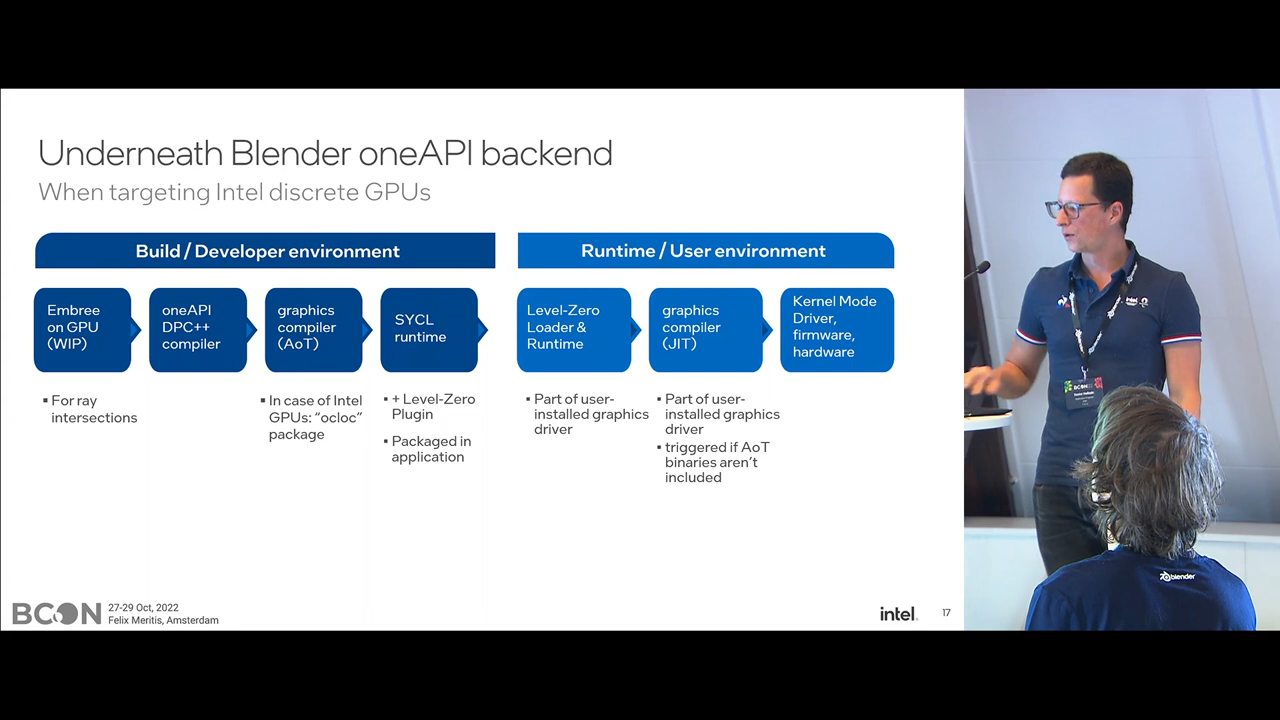 Underneath Blender oneAPI backend
When targeting Intel discrete GPUs
Build / Developer environment
Runtime / User environment
Embree
on GPU
(WIP)
oneAPI
DPC++
compiler
graphics
compiler
(AoT)
SYCL
runtime
Level-Zero
Loader &
Runtime
graphics
compiler
(JIT)
Kernel Mode
Driver,
firmware,
hardware
▪ For ray
intersections
▪ In case of Intel
GPUs: “ocloc”
package
▪ + Level-Zero
Plugin
▪ Packaged in
application
▪ Part of user-
installed graphics
driver
▪ Part of user-
installed graphics
driver
▪ triggered if AoT
binaries aren’t
included
BCON
27-29 Oct, 2022
Felix Meritis, Amsterdam
intel.
17
BCON
blender